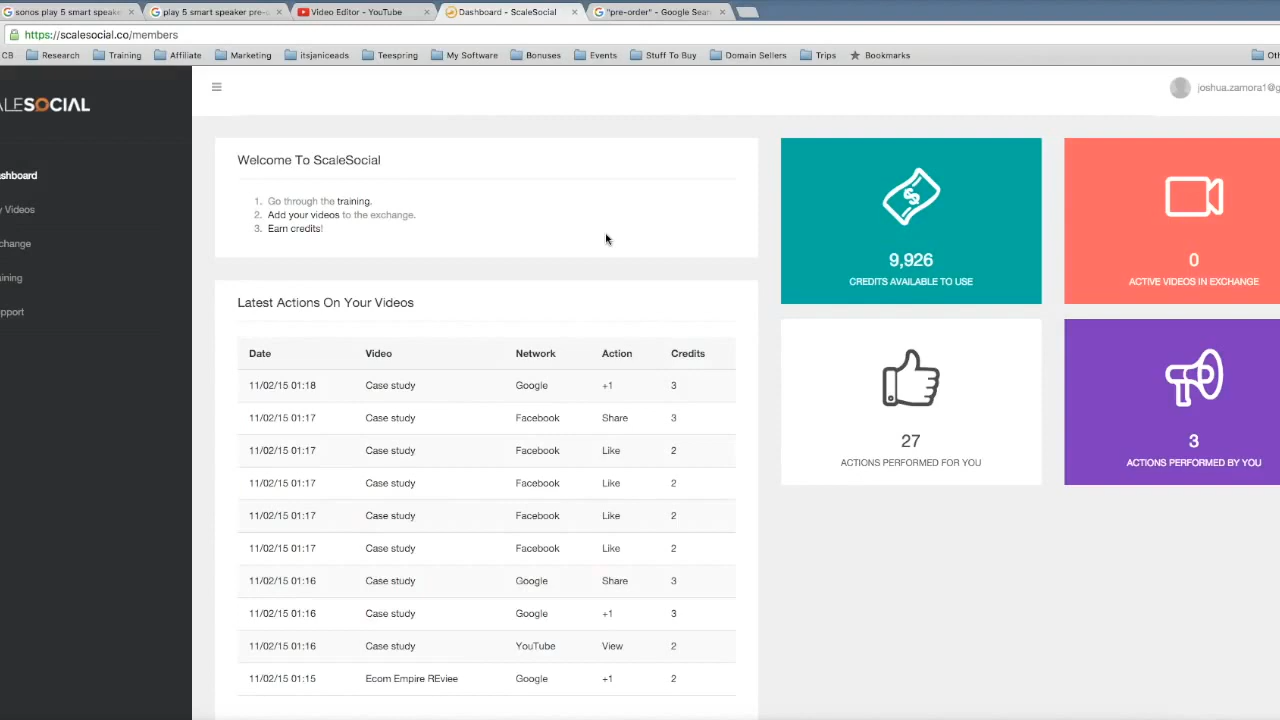 sonos play 5 smart speake
play 5 smart speaker pre-
Video Editor - YouTube
Dashboard - ScaleSocial
"pre-order" - Google Sear
https://scalesocial.co/members
CB Research Training Affiliate Marketing itsjaniceads Teespring My Software Bonuses Events Stuff To Buy Domain Sellers Trips Bookmarks Oth
ALESOCIAL
joshua.zamora1@g
ashboard
y Videos
change
ining
pport
Welcome To ScaleSocial
1. Go through the training.
2. Add your videos to the exchange.
3. Earn credits!
9,926
CREDITS AVAILABLE TO USE
0
ACTIVE VIDEOS IN EXCHANGE
27
ACTIONS PERFORMED FOR YOU
3
ACTIONS PERFORMED BY YOU
Latest Actions On Your Videos
Date Video Network Action Credits
11/02/15 01:18 Case study Google +1 3
11/02/15 01:17 Case study Facebook Share 3
11/02/15 01:17 Case study Facebook Like 2
11/02/15 01:17 Case study Facebook Like 2
11/02/15 01:17 Case study Facebook Like 2
11/02/15 01:17 Case study Facebook Like 2
11/02/15 01:16 Case study Google Share 3
11/02/15 01:16 Case study Google +1 3
11/02/15 01:16 Case study YouTube View 2
11/02/15 01:15 Ecom Empire REviee Google +1 2